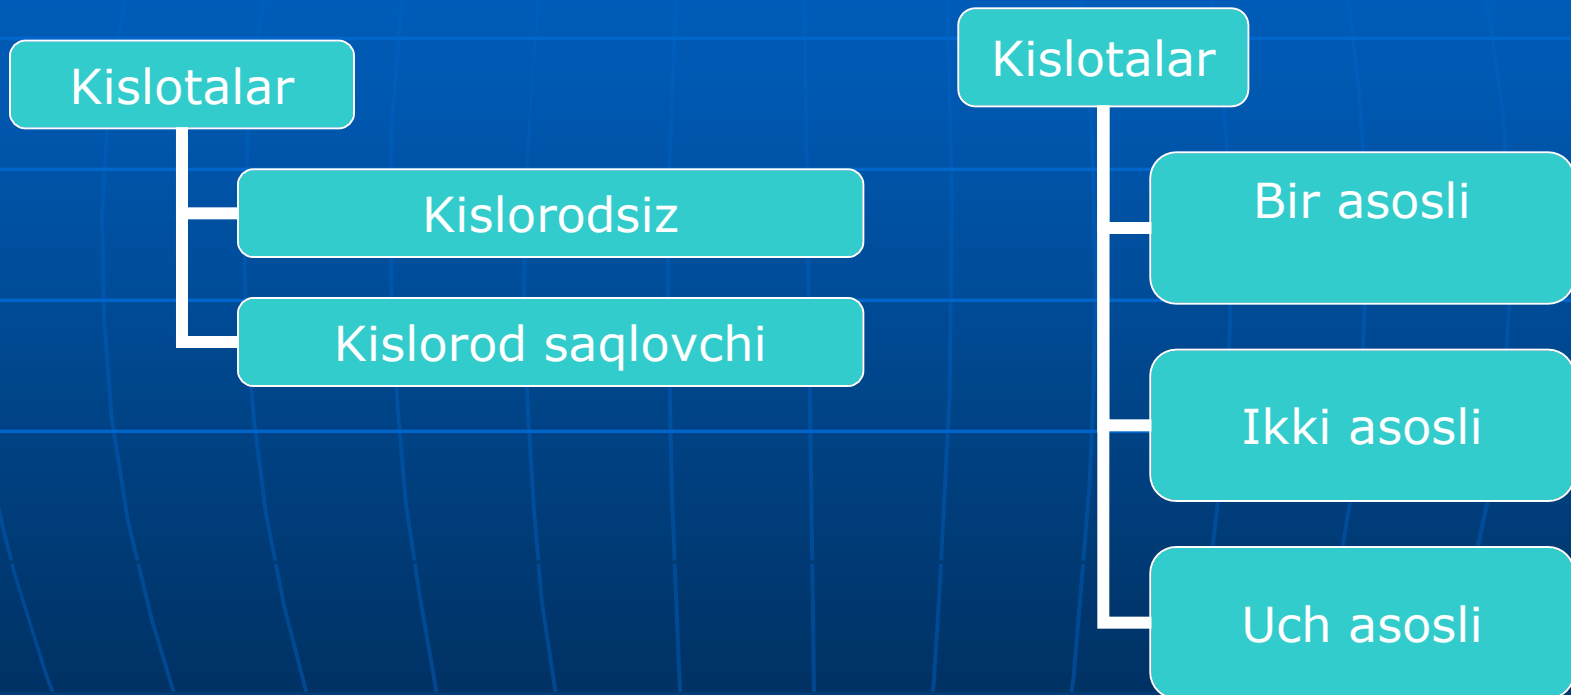 Kislotalar
Kislorodsiz
Kislorod saqlovchi
Kislotalar
Bir asosli
Ikki asosli
Uch asosli